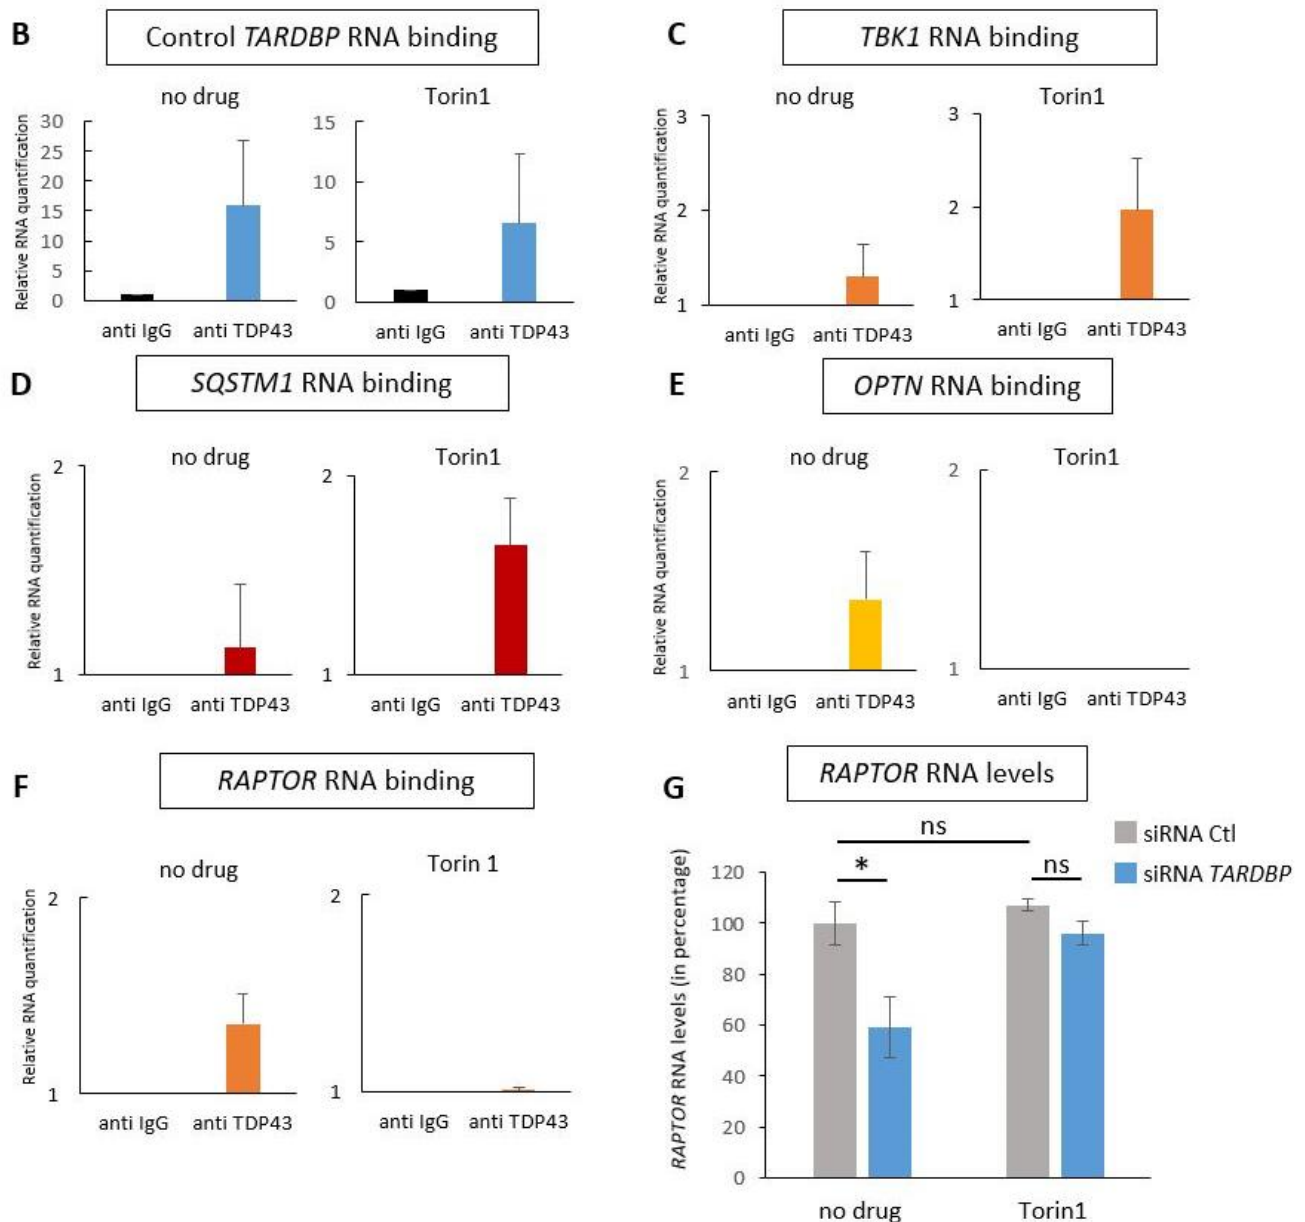 B
Control TARDBP RNA binding
no drug
Torin1
Relative RNA quantification
30
25
20
15
10
5
0
15
10
5
0
anti IgG anti TDP43
anti IgG anti TDP43
C
TBK1 RNA binding
no drug
Torin1
Relative RNA quantification
3
2
1
3
2
1
anti IgG anti TDP43
anti IgG anti TDP43
D
SQSTM1 RNA binding
no drug
Torin1
Relative RNA quantification
2
1
2
1
anti IgG anti TDP43
anti IgG anti TDP43
E
OPTN RNA binding
no drug
Torin1
Relative RNA quantification
2
1
2
1
anti IgG anti TDP43
anti IgG anti TDP43
F
RAPTOR RNA binding
no drug
Torin 1
Relative RNA quantification
2
1
2
1
anti IgG anti TDP43
anti IgG anti TDP43
G
RAPTOR RNA levels
siRNA Ctl
siRNA TARDBP
ns
*
ns
RAPTOR RNA levels (in percentage)
120
100
80
60
40
20
0
no drug
Torin1